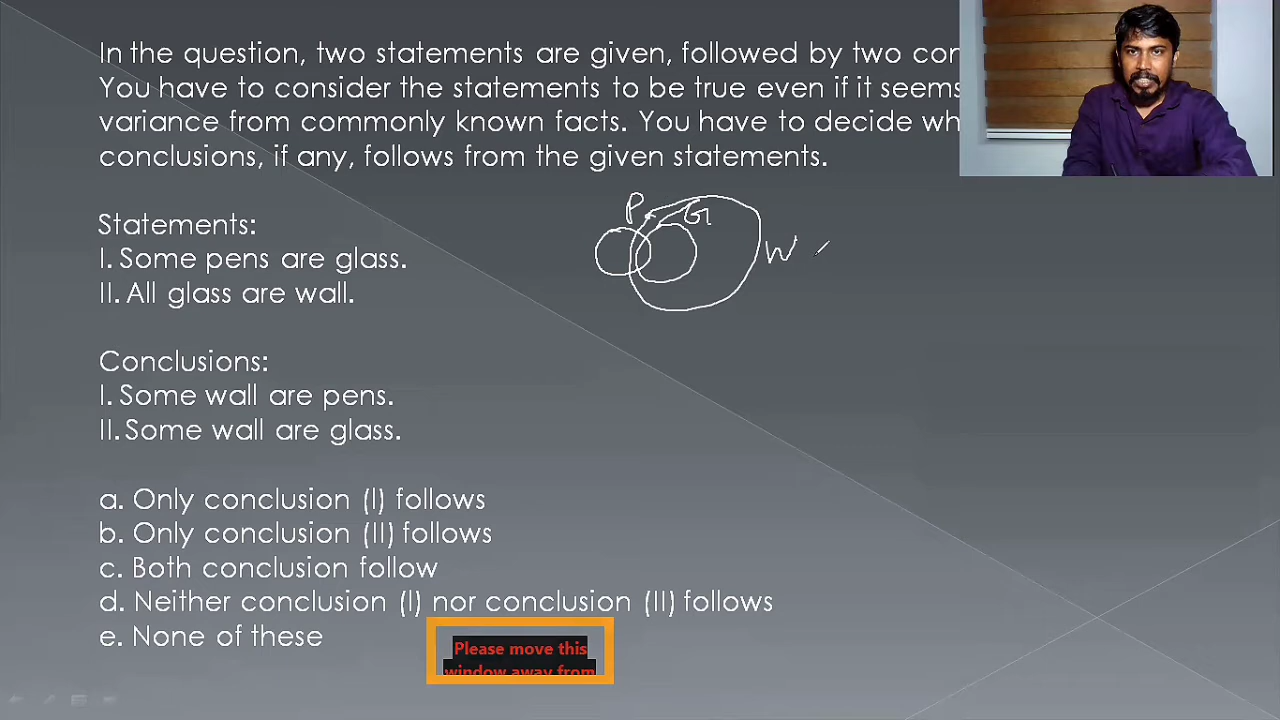 In the question, two statements are given, followed by two con
You have to consider the statements to be true even if it seems
variance from commonly known facts. You have to decide wh
conclusions, if any, follows from the given statements.
P G
W
Statements:
I. Some pens are glass.
II. All glass are wall.
Conclusions:
I. Some wall are pens.
II. Some wall are glass.
a. Only conclusion (I) follows
b. Only conclusion (II) follows
c. Both conclusion follow
d. Neither conclusion (I) nor conclusion (II) follows
e. None of these
Please move this
window away from